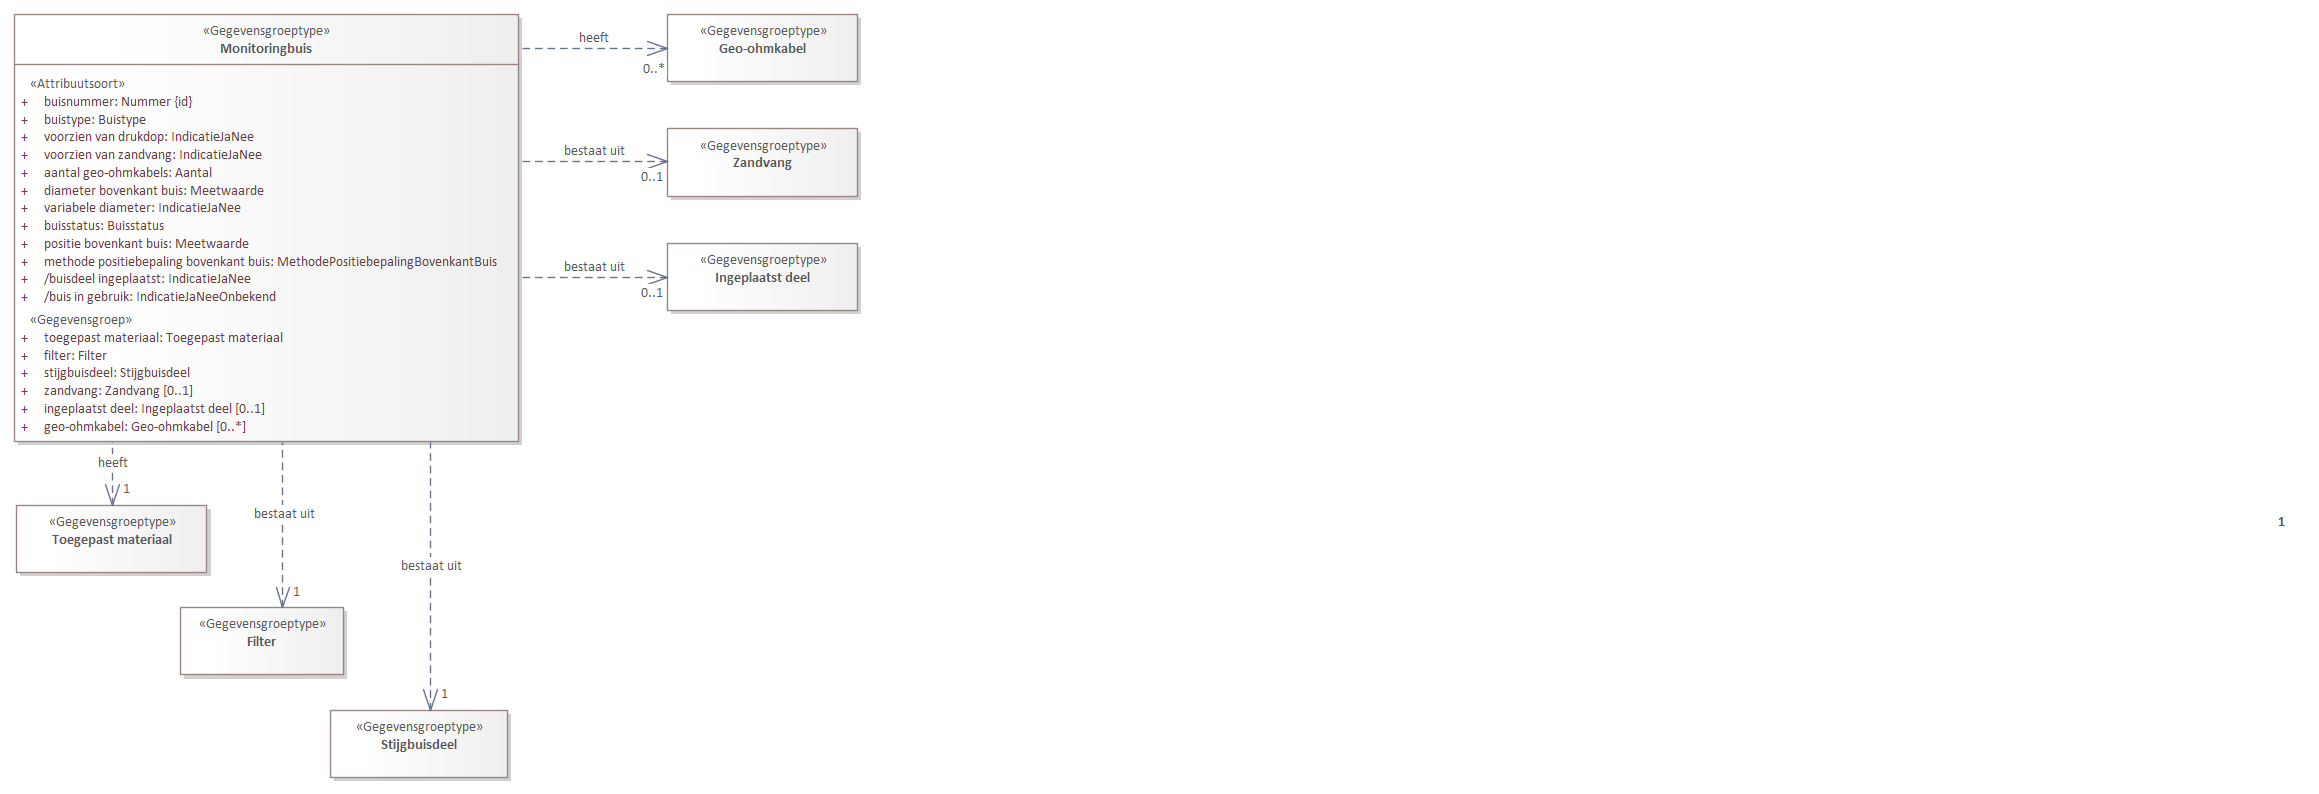 «Gegevensgroeptype»
Monitoringbuis
«Attribuutsoort»
+ buisnummer: Nummer {id}
+ buistype: Buistype
+ voorzien van drukdop: IndicatieJaNee
+ voorzien van zandvang: IndicatieJaNee
+ aantal geo-ohmkabels: Aantal
+ diameter bovenkant buis: Meetwaarde
+ variabele diameter: IndicatieJaNee
+ buisstatus: Buisstatus
+ positie bovenkant buis: Meetwaarde
+ methode positiebepaling bovenkant buis: MethodePositiebepalingBovenkantBuis
+ /buisdeel ingeplaatst: IndicatieJaNee
+ /buis in gebruik: IndicatieJaNeeOnbekend
«Gegevensgroep»
+ toegepast materiaal: Toegepast materiaal
+ filter: Filter
+ stijgbuisdeel: Stijgbuisdeel
+ zandvang: Zandvang [0..1]
+ ingeplaatst deel: Ingeplaatst deel [0..1]
+ geo-ohmkabel: Geo-ohmkabel [0..*]
heeft
0..*
«Gegevensgroeptype»
Geo-ohmkabel
bestaat uit
0..1
«Gegevensgroeptype»
Zandvang
bestaat uit
0..1
«Gegevensgroeptype»
Ingeplaatst deel
heeft
1
«Gegevensgroeptype»
Toegepast materiaal
bestaat uit
1
«Gegevensgroeptype»
Filter
bestaat uit
1
«Gegevensgroeptype»
Stijgbuisdeel
1